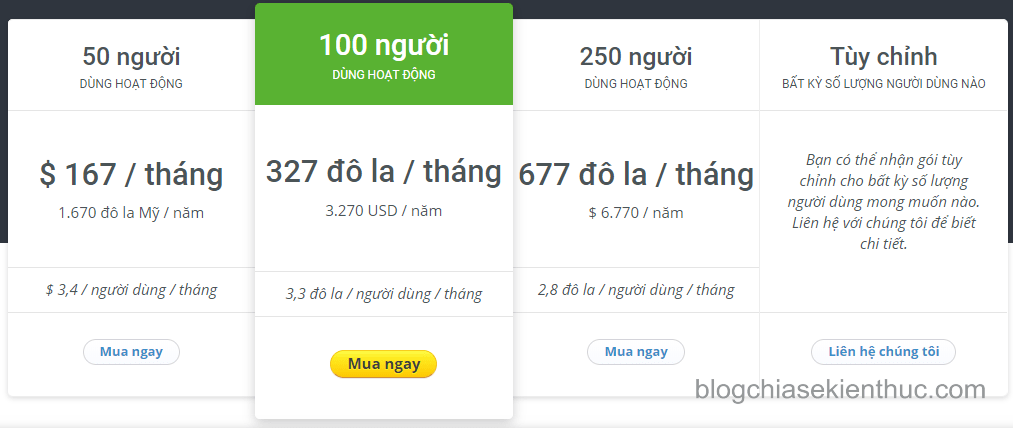 50 người
DÙNG HOẠT ĐỘNG
$ 167 / tháng
1.670 đô la Mỹ / năm
$ 3,4 / người dùng / tháng
Mua ngay
100 người
DÙNG HOẠT ĐỘNG
327 đô la / tháng
3.270 USD / năm
3,3 đô la / người dùng / tháng
Mua ngay
250 người
DÙNG HOẠT ĐỘNG
677 đô la / tháng
$ 6.770 / năm
2,8 đô la / người dùng / tháng
Mua ngay
Tùy chỉnh
BẤT KỲ SỐ LƯỢNG NGƯỜI DÙNG NÀO
Bạn có thể nhận gói tùy
chỉnh cho bất kỳ số lượng
người dùng mong muốn nào.
Liên hệ với chúng tôi để biết
chi tiết.
Liên hệ chúng tôi
blogchiasekienthuc.com